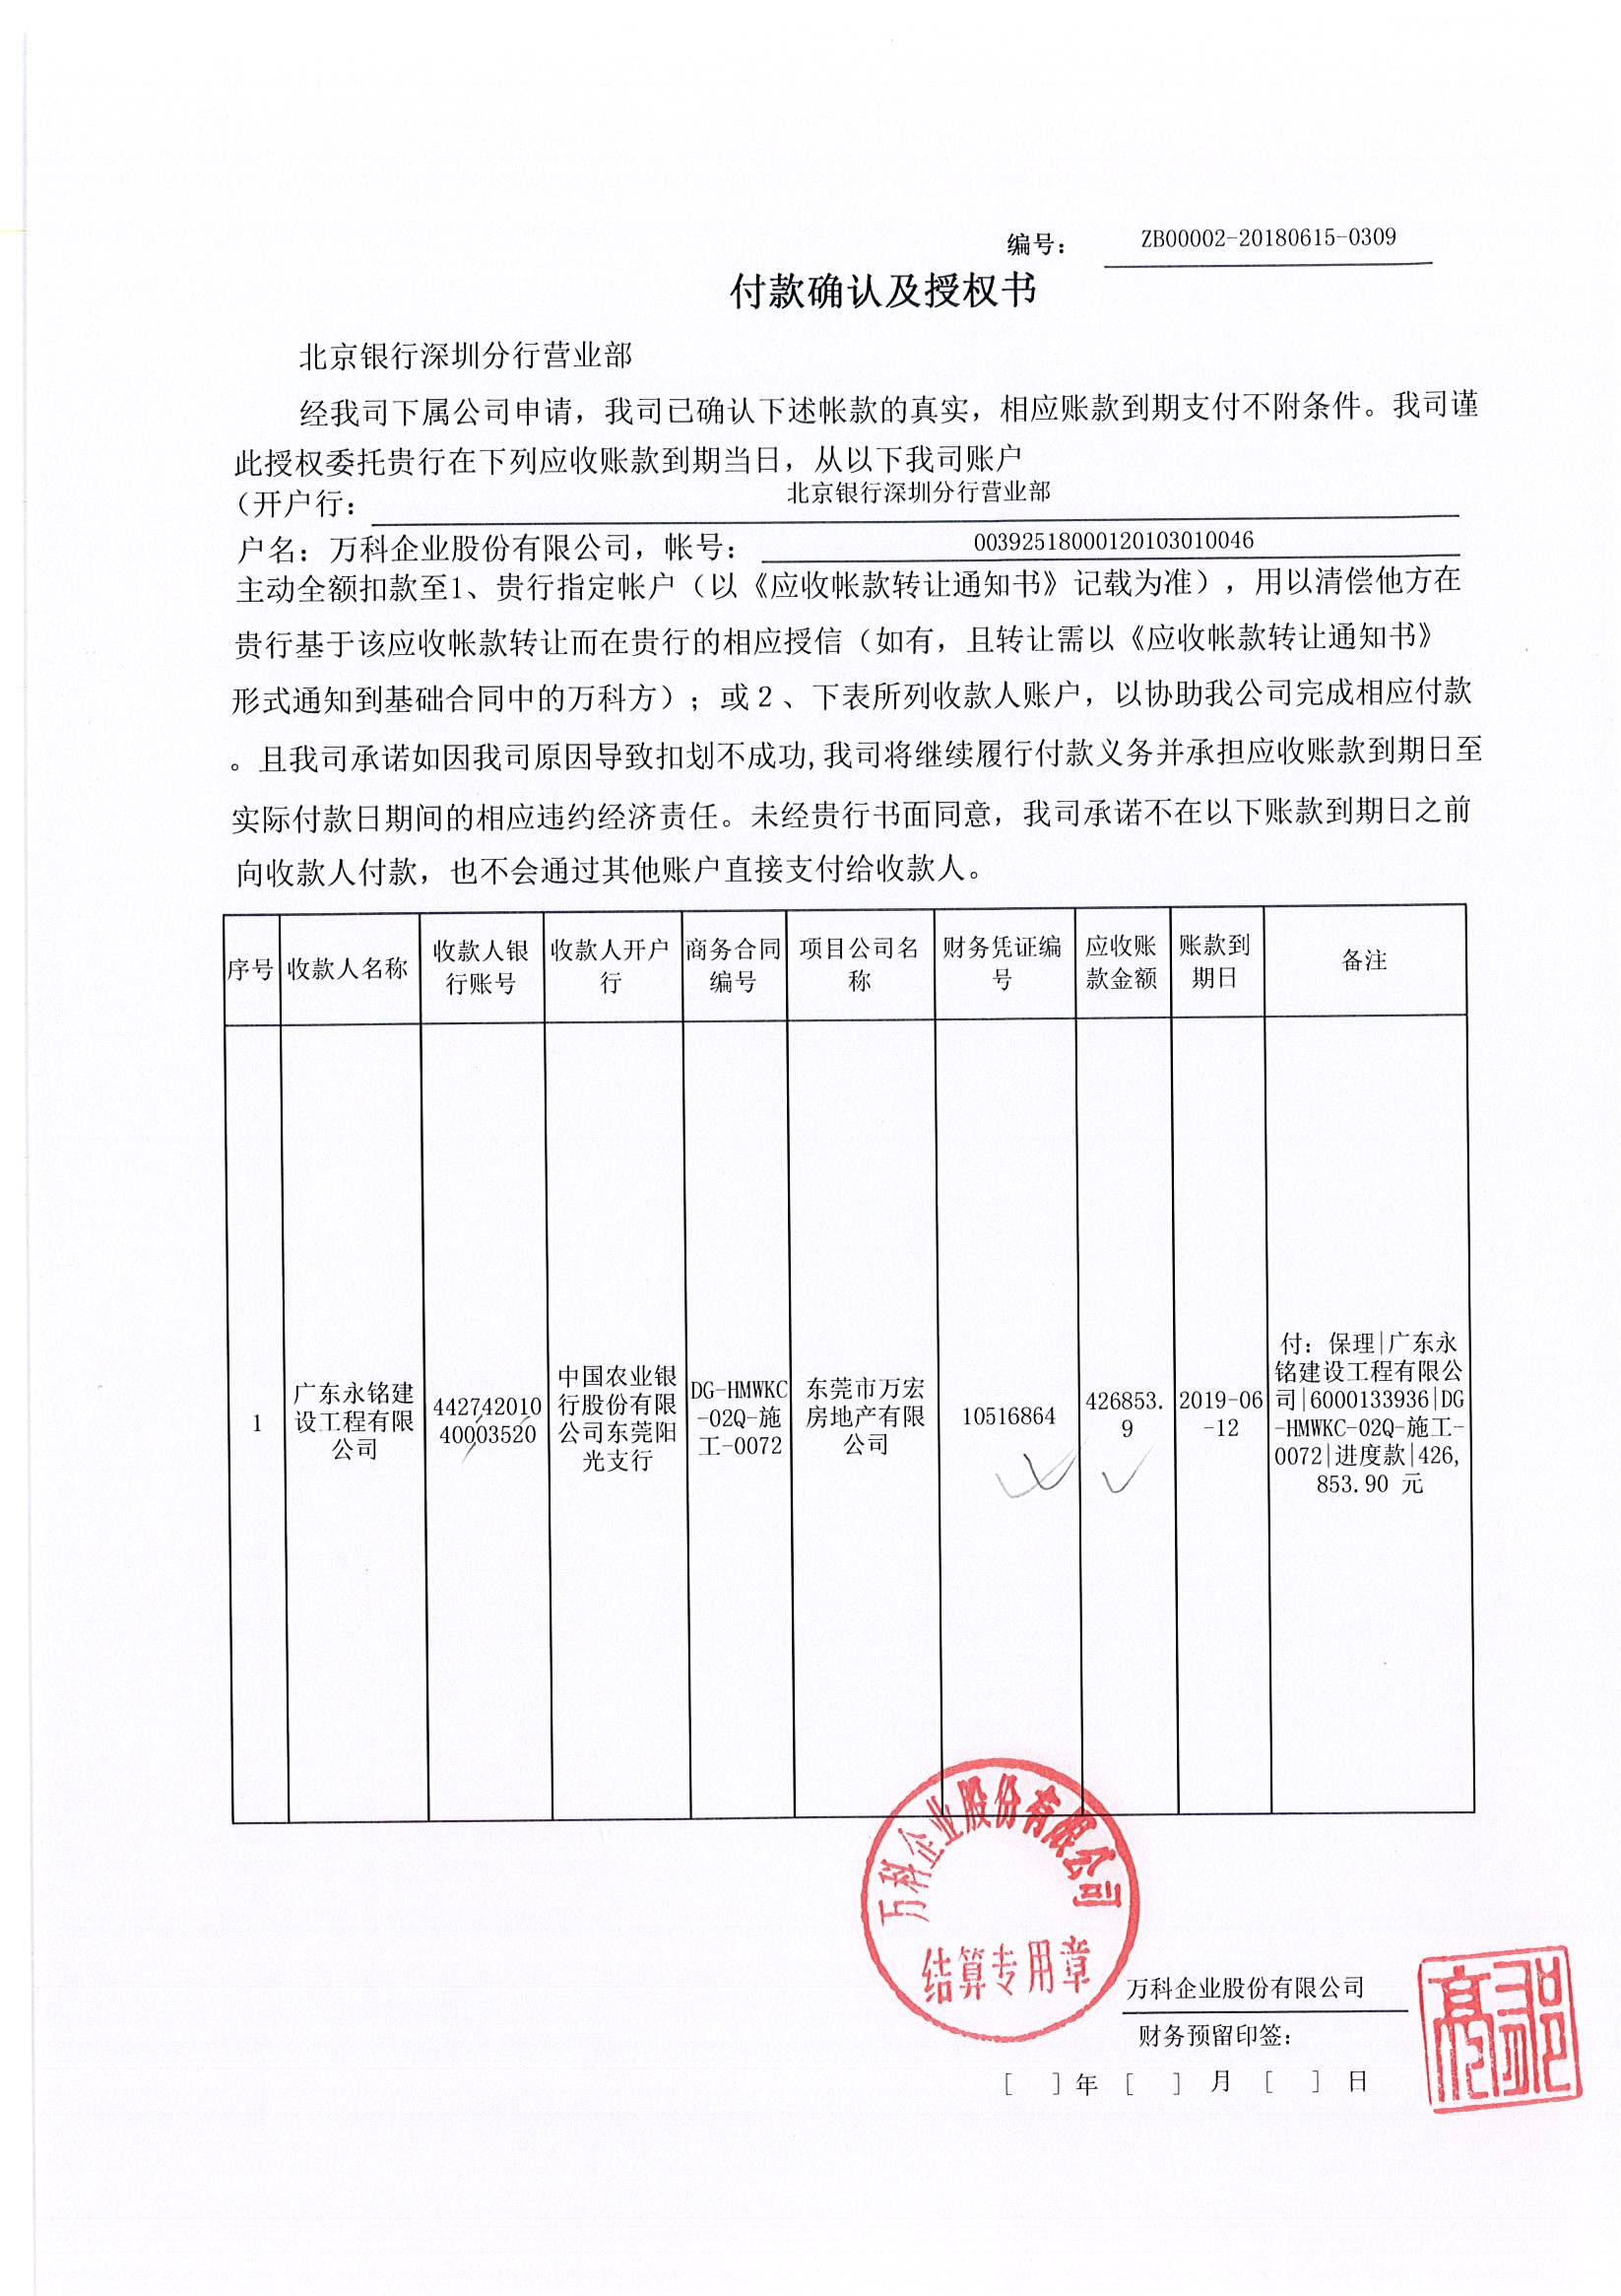 编号： ZB00002-20180615-0309
付款确认及授权书
北京银行深圳分行营业部
经我司下属公司申请，我司已确认下述帐款的真实，相应账款到期支付不附条件。我司谨
此授权委托贵行在下列应收账款到期当日，从以下我司账户
（开户行： 北京银行深圳分行营业部
户名：万科企业股份有限公司，帐号： 00392518000120103010046
主动全额扣款至1、贵行指定帐户（以《应收帐款转让通知书》记载为准），用以清偿他方在
贵行基于该应收帐款转让而在贵行的相应授信（如有，且转让需以《应收帐款转让通知书》
形式通知到基础合同中的万科方）；或２、下表所列收款人账户，以协助我公司完成相应付款
。且我司承诺如因我司原因导致扣划不成功,我司将继续履行付款义务并承担应收账款到期日至
实际付款日期间的相应违约经济责任。未经贵行书面同意，我司承诺不在以下账款到期日之前
向收款人付款，也不会通过其他账户直接支付给收款人。
序号
收款人名称
收款人银
行账号
收款人开户
行
商务合同
编号
项目公司名
称
财务凭证编
号
应收账
款金额
账款到
期日
备注
1
广东永铭建
设工程有限
公司
442742010
40003520
中国农业银
行股份有限
公司东莞阳
光支行
DG-HMWKC
-02Q-施
工-0072
东莞市万宏
房地产有限
公司
10516864
426853.
9
2019-06
-12
付：保理|广东永
铭建设工程有限公
司|6000133936|DG
-HMWKC-02Q-施工-
0072|进度款|426,
853.90 元
万科企业股份有限公司
结算专用章
万科企业股份有限公司
财务预留印签：
[ ] 年 [ ] 月 [ ] 日